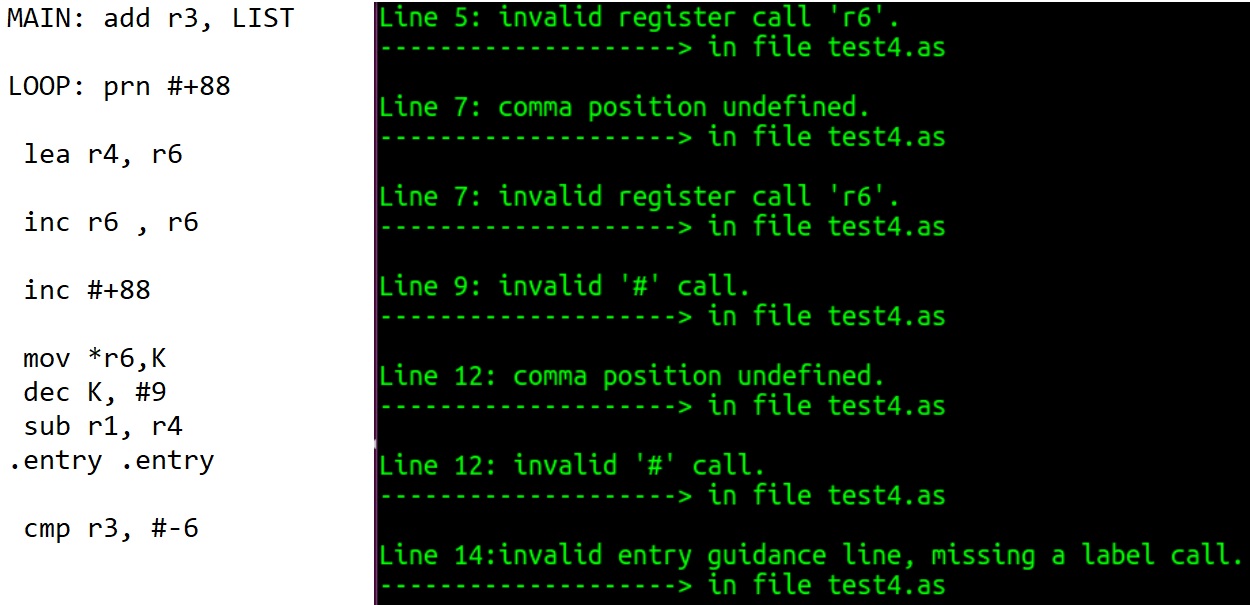 MAIN: add r3, LIST
LOOP: prn #+88
lea r4, r6
inc r6 , r6
inc #+88
mov *r6,K
dec K, #9
sub r1, r4
.entry .entry
cmp r3, #-6
Line 5: invalid register call 'r6'.
--------------------> in file test4.as
Line 7: comma position undefined.
--------------------> in file test4.as
Line 7: invalid register call 'r6'.
--------------------> in file test4.as
Line 9: invalid '#' call.
--------------------> in file test4.as
Line 12: comma position undefined.
--------------------> in file test4.as
Line 12: invalid '#' call.
--------------------> in file test4.as
Line 14:invalid entry guidance line, missing a label call.
--------------------> in file test4.as